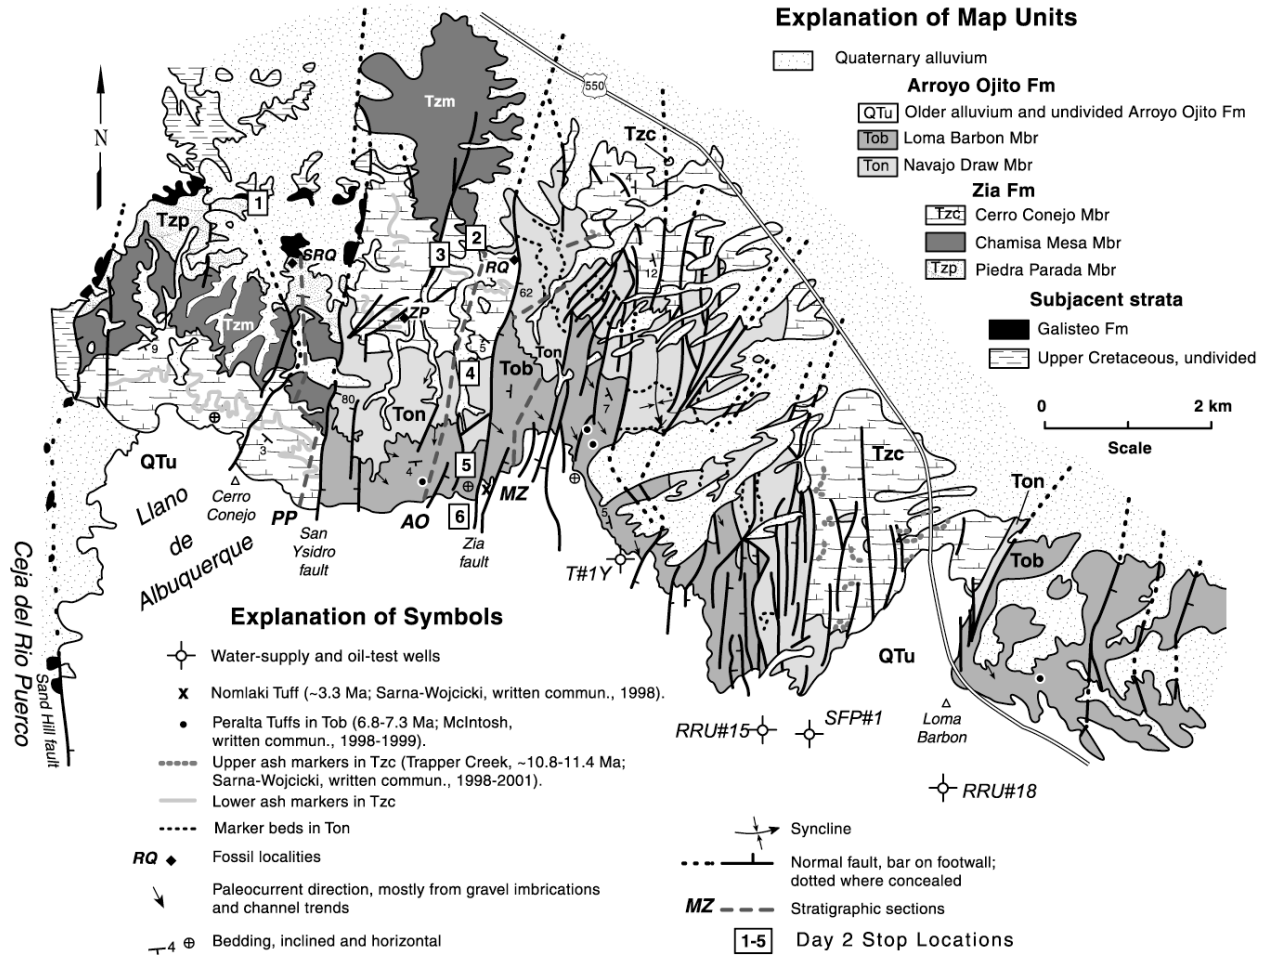 Explanation of Map Units
Quaternary alluvium
Arroyo Ojito Fm
QTu Older alluvium and undivided Arroyo Ojito Fm
Tob Loma Barbon Mbr
Ton Navajo Draw Mbr
Zia Fm
Tzc Cerro Conejo Mbr
Chamisa Mesa Mbr
Tzp Piedra Parada Mbr
Subjacent strata
Galisteo Fm
Upper Cretaceous, undivided
0 2 km
Scale
N
550
Tzm
Tzc
4
1
Tzp
2
3
SRQ
RQ
12
62
ZP
Tzm
9
5
Ton
4
Tob
80
Ton
7
3
4
5
QTu
Llano
de
Albuquerque
Cerro
Conejo
PP
San
Ysidro
fault
AO
6
MZ
Zia
fault
5
T#1Y
Tzc
Ton
Tob
QTu
Loma
Barbon
RRU#15
SFP#1
RRU#18
Ceja del Rio Puerco
Sand Hill fault
Explanation of Symbols
Water-supply and oil-test wells
x Nomlaki Tuff (~3.3 Ma; Sarna-Wojcicki, written commun., 1998).
Peralta Tuffs in Tob (6.8-7.3 Ma; McIntosh,
written commun., 1998-1999).
Upper ash markers in Tzc (Trapper Creek, ~10.8-11.4 Ma;
Sarna-Wojcicki, written commun., 1998-2001).
Lower ash markers in Tzc
Marker beds in Ton
RQ Fossil localities
Paleocurrent direction, mostly from gravel imbrications
and channel trends
4 Bedding, inclined and horizontal
Syncline
Normal fault, bar on footwall;
dotted where concealed
MZ Stratigraphic sections
1-5 Day 2 Stop Locations